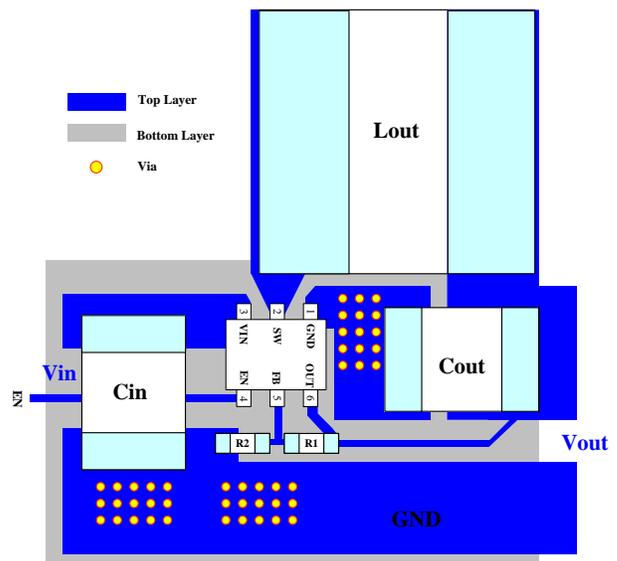 Top Layer
Bottom Layer
Via
Lout
3
2
1
VIN
SW
GND
Vin
Cin
EN
EN
FB
OUT
4
5
6
Cout
R2
R1
Vout
GND